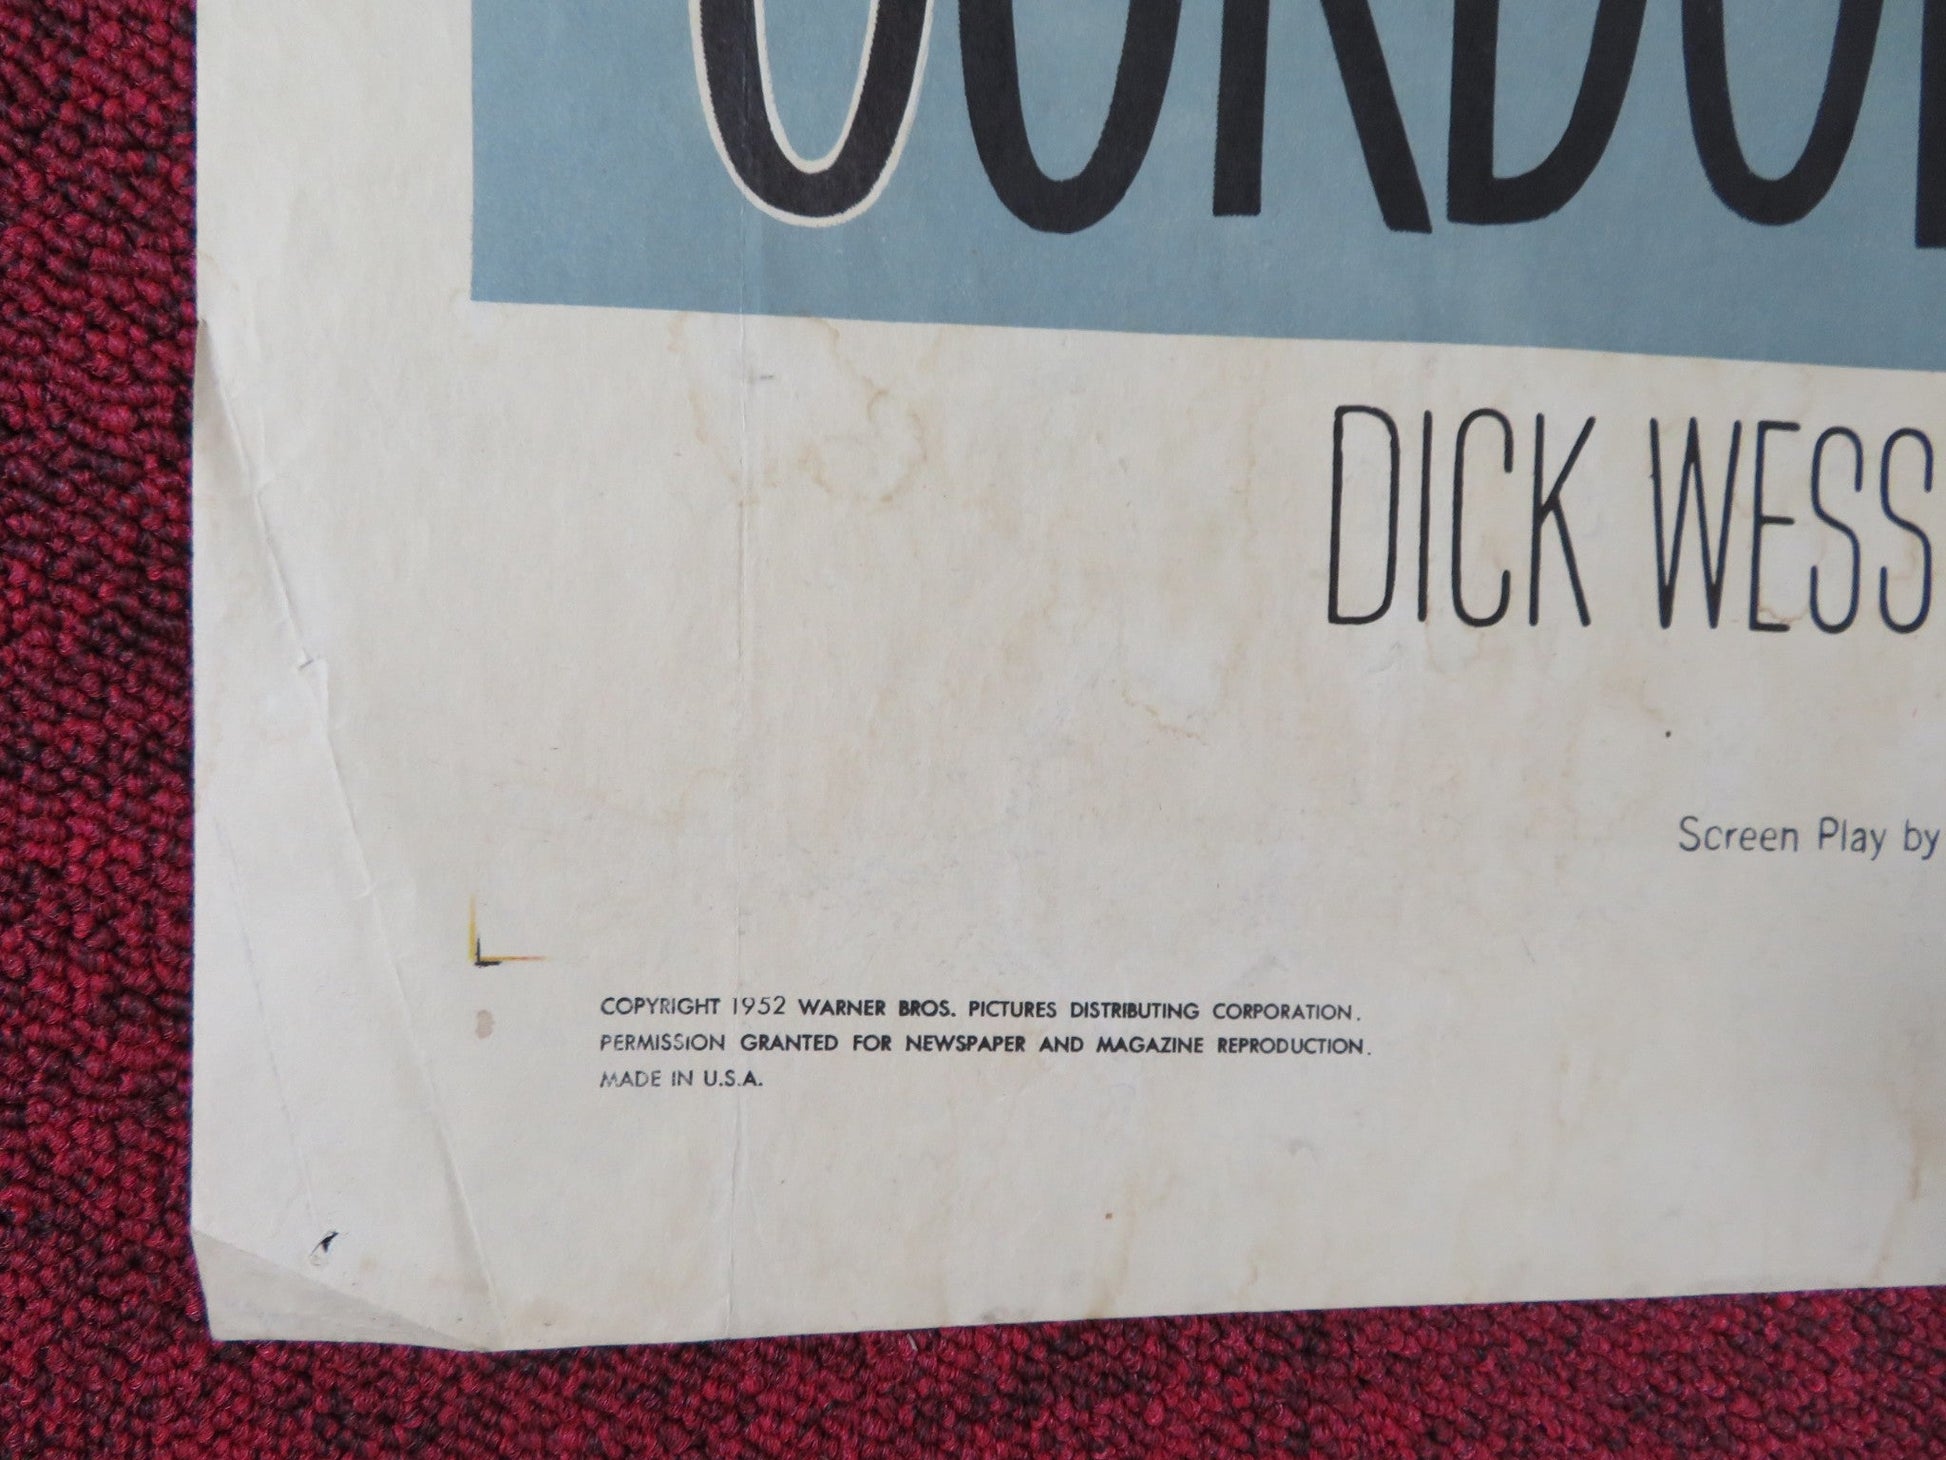 DICK WESS
Screen Play by
COPYRIGHT 1952 WARNER BROS. PICTURES DISTRIBUTING CORPORATION.
PERMISSION GRANTED FOR NEWSPAPER AND MAGAZINE REPRODUCTION.
MADE IN U.S.A.